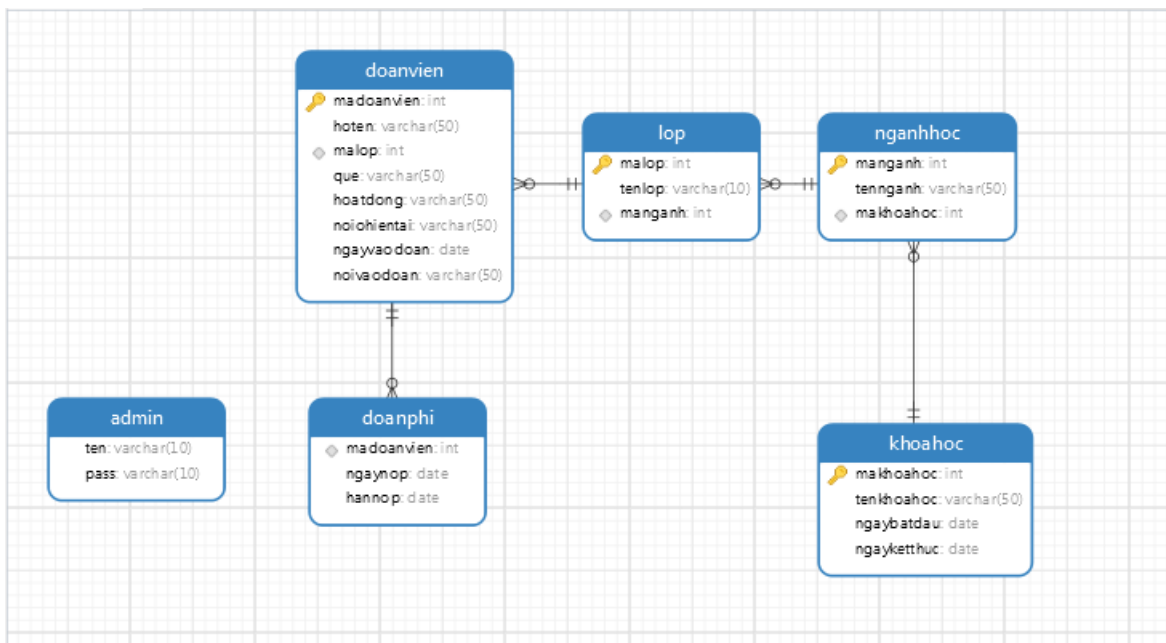 doanvien
madoanvien: int
hoten: varchar(50)
malop: int
que: varchar(50)
hoatdong: varchar(50)
noiohientai: varchar(50)
ngayvaodoan: date
noivaodoan: varchar(50)
lop
malop: int
tenlop: varchar(10)
manganh: int
nganhhoc
manganh: int
tennganh: varchar(50)
makhoahoc: int
admin
ten: varchar(10)
pass: varchar(10)
doanphi
madoanvien: int
ngaynop: date
hannop: date
khoahoc
makhoahoc: int
tenkhoahoc: varchar(50)
ngaybatdau: date
ngayketthuc: date